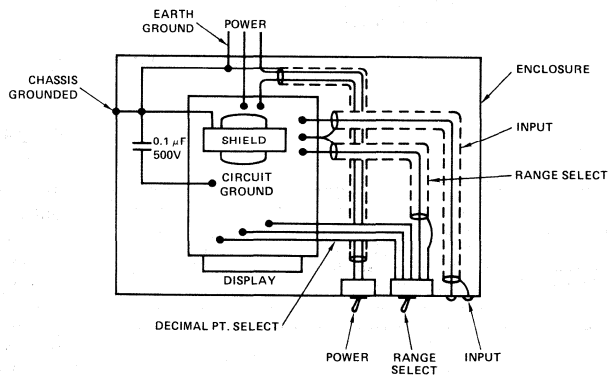 EARTH
GROUND
POWER
CHASSIS
GROUNDED
ENCLOSURE
0.1 µF
500V
SHIELD
INPUT
CIRCUIT
GROUND
RANGE SELECT
DISPLAY
DECIMAL PT. SELECT
POWER
RANGE
SELECT
INPUT